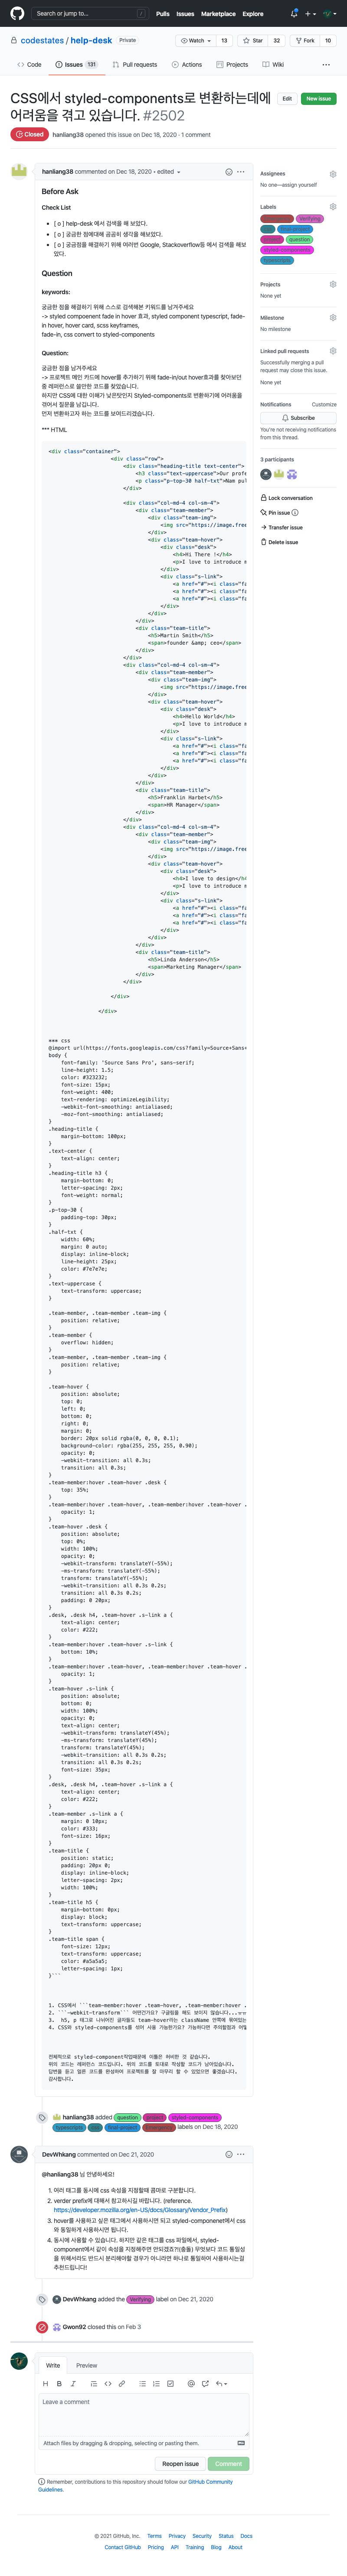 Search or jump to...
/
Pulls Issues Marketplace Explore
codestates / help-desk Private
Watch 13 Star 32 Fork 10
Code Issues 131 Pull requests Actions Projects Wiki
CSS에서 styled-components로 변환하는데에
어려움을 겪고 있습니다. #2502
Edit New issue
Closed hanliang38 opened this issue on Dec 18, 2020 · 1 comment
hanliang38 commented on Dec 18, 2020 • edited
Before Ask
Check List
[ o ] help-desk 에서 검색을 해 보았다.
[ o ] 궁금한 점에대해 곰곰히 생각을 해보았다.
[ o ] 궁금점을 해결하기 위해 여러번 Google, Stackoverflow등 에서 검색을 해보
았다.
Question
keywords:
궁금한 점을 해결하기 위해 스스로 검색해본 키워드를 남겨주세요
-> styled componenet fade in hover 효과, styled component typescript, fade-
in hover, hover card, scss keyframes,
fade-in, css convert to styled-components
Question:
궁금한 점을 남겨주세요
-> 프로젝트 메인 카드에 hover를 추가하기 위해 fade-in/out hover효과를 찾아보던
중 레퍼런스로 쓸만한 코드를 찾았습니다.
하지만 CSS에 대한 이해가 낮은탓인지 Styled-components로 변환하기에 어려움을
겪어서 질문을 남깁니다.
먼저 변환하고자 하는 코드를 보여드리겠습니다.
*** HTML
<div class="container">
<div class="row">
<div class="heading-title text-center">
<h3 class="text-uppercase">Our profe
<p class="p-top-30 half-txt">Nam pul
</div>
<div class="col-md-4 col-sm-4">
<div class="team-member">
<div class="team-img">
<img src="https://image.free
</div>
<div class="team-hover">
<div class="desk">
<h4>Hi There !</h4>
<p>I love to introduce m
</div>
<div class="s-link">
<a href="#"><i class="fa
<a href="#"><i class="fa
<a href="#"><i class="fa
</div>
</div>
</div>
<div class="team-title">
<h5>Martin Smith</h5>
<span>founder &amp; ceo</span>
</div>
</div>
<div class="col-md-4 col-sm-4">
<div class="team-member">
<div class="team-img">
<img src="https://image.free
</div>
<div class="team-hover">
<div class="desk">
<h4>Hello World</h4>
<p>I love to introduce m
</div>
<div class="s-link">
<a href="#"><i class="fa
<a href="#"><i class="fa
<a href="#"><i class="fa
</div>
</div>
</div>
<div class="team-title">
<h5>Franklin Harbet</h5>
<span>HR Manager</span>
</div>
</div>
<div class="col-md-4 col-sm-4">
<div class="team-member">
<div class="team-img">
<img src="https://image.free
</div>
<div class="team-hover">
<div class="desk">
<h4>I love to design</h4
<p>I love to introduce m
</div>
<div class="s-link">
<a href="#"><i class="fa
<a href="#"><i class="fa
<a href="#"><i class="fa
</div>
</div>
</div>
<div class="team-title">
<h5>Linda Anderson</h5>
<span>Marketing Manager</span>
</div>
</div>
</div>
</div>
*** css
@import url(https://fonts.googleapis.com/css?family=Source+Sans+
body {
font-family: 'Source Sans Pro', sans-serif;
line-height: 1.5;
color: #323232;
font-size: 15px;
font-weight: 400;
text-rendering: optimizeLegibility;
-webkit-font-smoothing: antialiased;
-moz-font-smoothing: antialiased;
}
.heading-title {
margin-bottom: 100px;
}
.text-center {
text-align: center;
}
.heading-title h3 {
margin-bottom: 0;
letter-spacing: 2px;
font-weight: normal;
}
.p-top-30 {
padding-top: 30px;
}
.half-txt {
width: 60%;
margin: 0 auto;
display: inline-block;
line-height: 25px;
color: #7e7e7e;
}
.text-uppercase {
text-transform: uppercase;
}
.team-member, .team-member .team-img {
position: relative;
}
.team-member {
overflow: hidden;
}
.team-member, .team-member .team-img {
position: relative;
}
.team-hover {
position: absolute;
top: 0;
left: 0;
bottom: 0;
right: 0;
margin: 0;
border: 20px solid rgba(0, 0, 0, 0.1);
background-color: rgba(255, 255, 255, 0.90);
opacity: 0;
-webkit-transition: all 0.3s;
transition: all 0.3s;
}
.team-member:hover .team-hover .desk {
top: 35%;
}
.team-member:hover .team-hover, .team-member:hover .team-hover .
opacity: 1;
}
.team-hover .desk {
position: absolute;
top: 0%;
width: 100%;
opacity: 0;
-webkit-transform: translateY(-55%);
-ms-transform: translateY(-55%);
transform: translateY(-55%);
-webkit-transition: all 0.3s 0.2s;
transition: all 0.3s 0.2s;
padding: 0 20px;
}
.desk, .desk h4, .team-hover .s-link a {
text-align: center;
color: #222;
}
.team-member:hover .team-hover .s-link {
bottom: 10%;
}
.team-member:hover .team-hover, .team-member:hover .team-hover .
opacity: 1;
}
.team-hover .s-link {
position: absolute;
bottom: 0;
width: 100%;
opacity: 0;
text-align: center;
-webkit-transform: translateY(45%);
-ms-transform: translateY(45%);
transform: translateY(45%);
-webkit-transition: all 0.3s 0.2s;
transition: all 0.3s 0.2s;
font-size: 35px;
}
.desk, .desk h4, .team-hover .s-link a {
text-align: center;
color: #222;
}
.team-member .s-link a {
margin: 0 10px;
color: #333;
font-size: 16px;
}
.team-title {
position: static;
padding: 20px 0;
display: inline-block;
letter-spacing: 2px;
width: 100%;
}
.team-title h5 {
margin-bottom: 0px;
display: block;
text-transform: uppercase;
}
.team-title span {
font-size: 12px;
text-transform: uppercase;
color: #a5a5a5;
letter-spacing: 1px;
}```
1. CSS에서 ```team-member:hover .team-hover, .team-member:hover .
2. ```-webkit-transform``` 어떤건가요? 구글링을 해도 보이지 않습니다...ㅠㅠ
3. h5, p 태그로 나뉘어진 글자들도 team-hover라는 className 안쪽에 묶여있는
4. CSS와 styled-components를 섞어 사용 가능한가요? 가능하다면 주의할점과 어떻
전체적으로 styled-component작업때문에 이틀은 허비한 것 같습니다.
위의 코드는 레퍼런스 코드입니다. 위의 코드를 토대로 작성할 코드가 남아있습니다.
답변을 듣고 얼른 코드를 완성하여 프로젝트를 잘 마무리 할 수 있었으면 좋겠습니다.
감사합니다.
hanliang38 added question project styled-components
labels on Dec 18, 2020
DevWhkang commented on Dec 21, 2020
@hanliang38 님 안녕하세요!
1. 여러 태그를 동시에 css 속성을 지정할때 콤마로 구분합니다.
2. verder prefix에 대해서 참고하시길 바랍니다. (reference.
https://developer.mozilla.org/en-US/docs/Glossary/Vendor_Prefix)
3. hover를 사용하고 싶은 태그에서 사용하시면 되고 styled-componenet에서 css
와 동일하게 사용하시면 됩니다.
4. 동시에 사용할 수 있습니다. 하지만 같은 태그를 css 파일에서, styled-
component에서 같이 속성을 지정해주면 안되겠죠?!(충돌) 무엇보다 코드 통일성
을 위해서라도 반드시 분리해야할 경우가 아니라면 하나로 통일하여 사용하시는걸
추천드립니다!
DevWhkang added the Verifying label on Dec 21, 2020
Gwon92 closed this on Feb 3
Write Preview
Leave a comment
Attach files by dragging & dropping, selecting or pasting them.
Reopen issue Comment
Remember, contributions to this repository should follow our GitHub Community
Guidelines.
Assignees
No one—assign yourself
Labels
Verifying
question
styled-components
Projects
None yet
Milestone
No milestone
Linked pull requests
Successfully merging a pull
request may close this issue.
None yet
Notifications Customize
Subscribe
You're not receiving notifications
from this thread.
3 participants
Lock conversation
Pin issue
Transfer issue
Delete issue
© 2021 GitHub, Inc. Terms Privacy Security Status Docs
Contact GitHub Pricing API Training Blog About